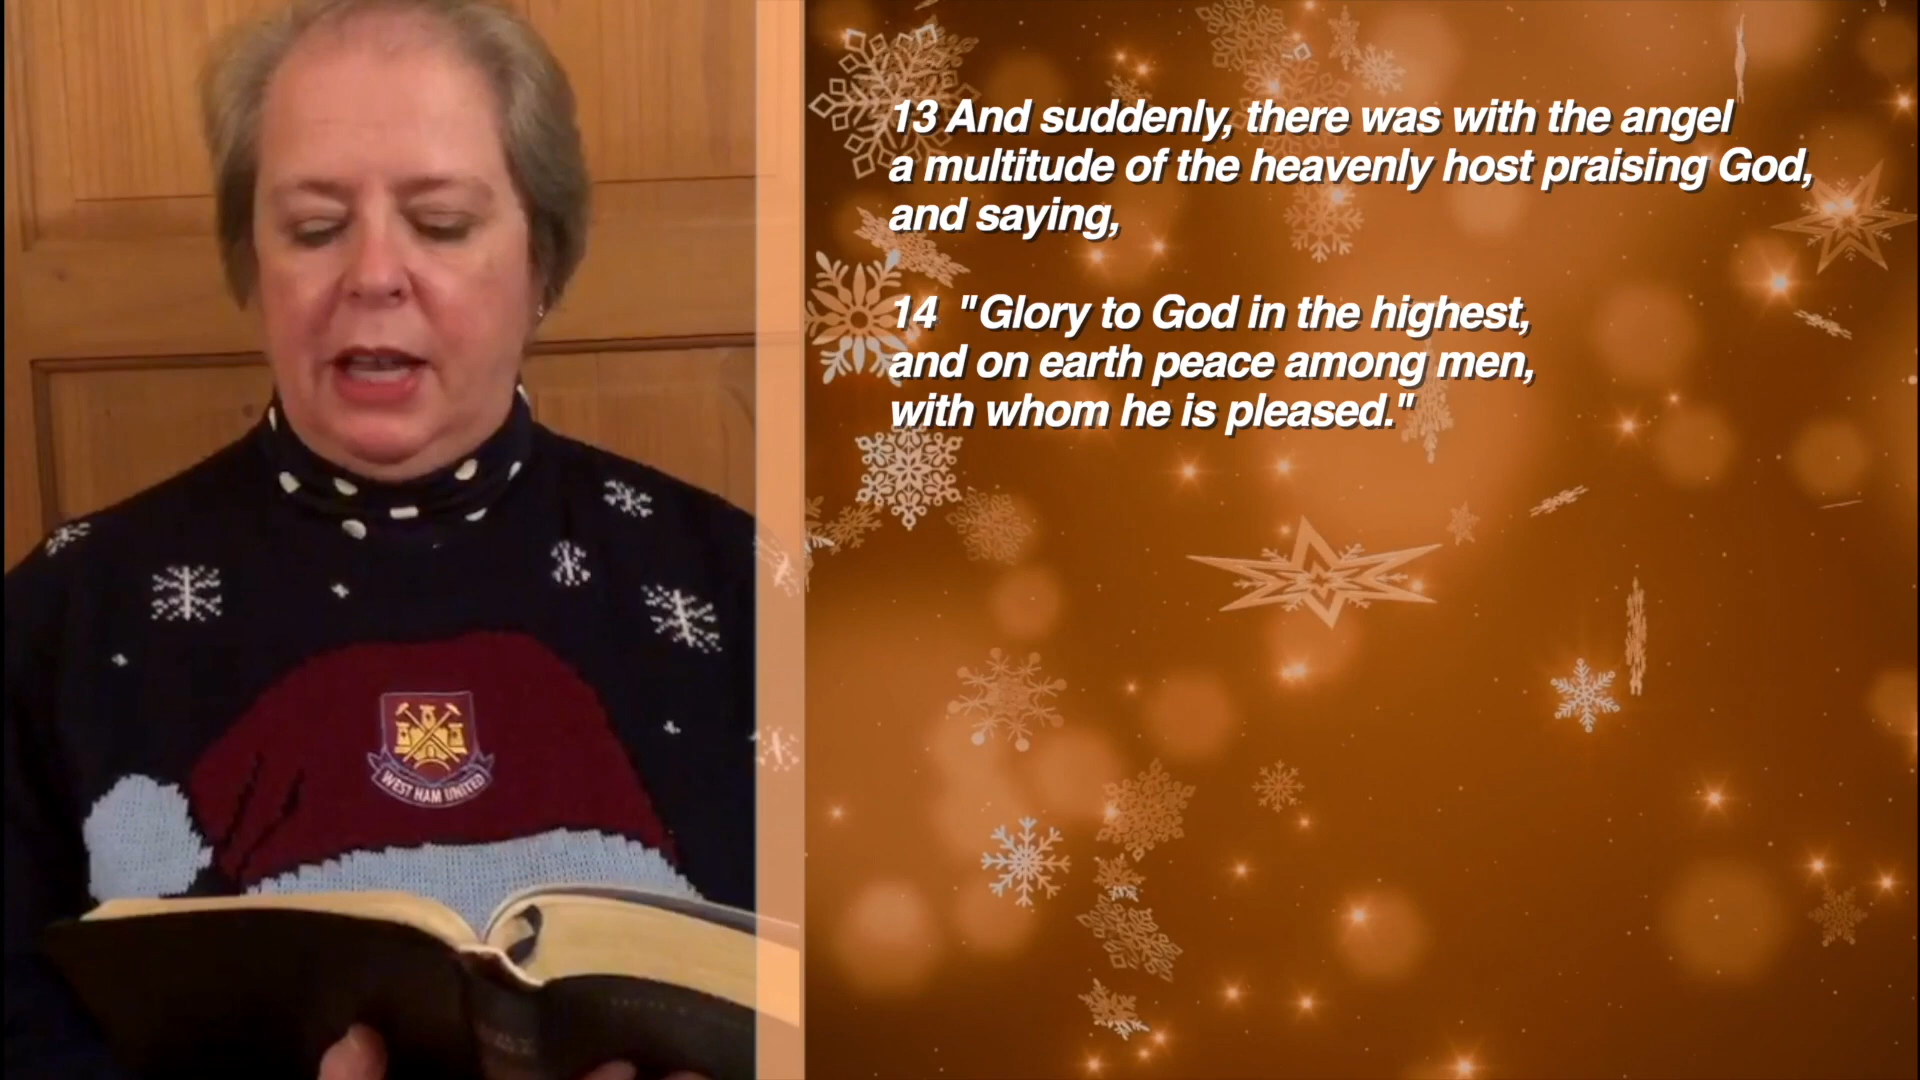 13 And suddenly, there was with the angel
a multitude of the heavenly host praising God,
and saying,
14 "Glory to God in the highest,
and on earth peace among men,
with whom he is pleased."
WEST HAM UNITED